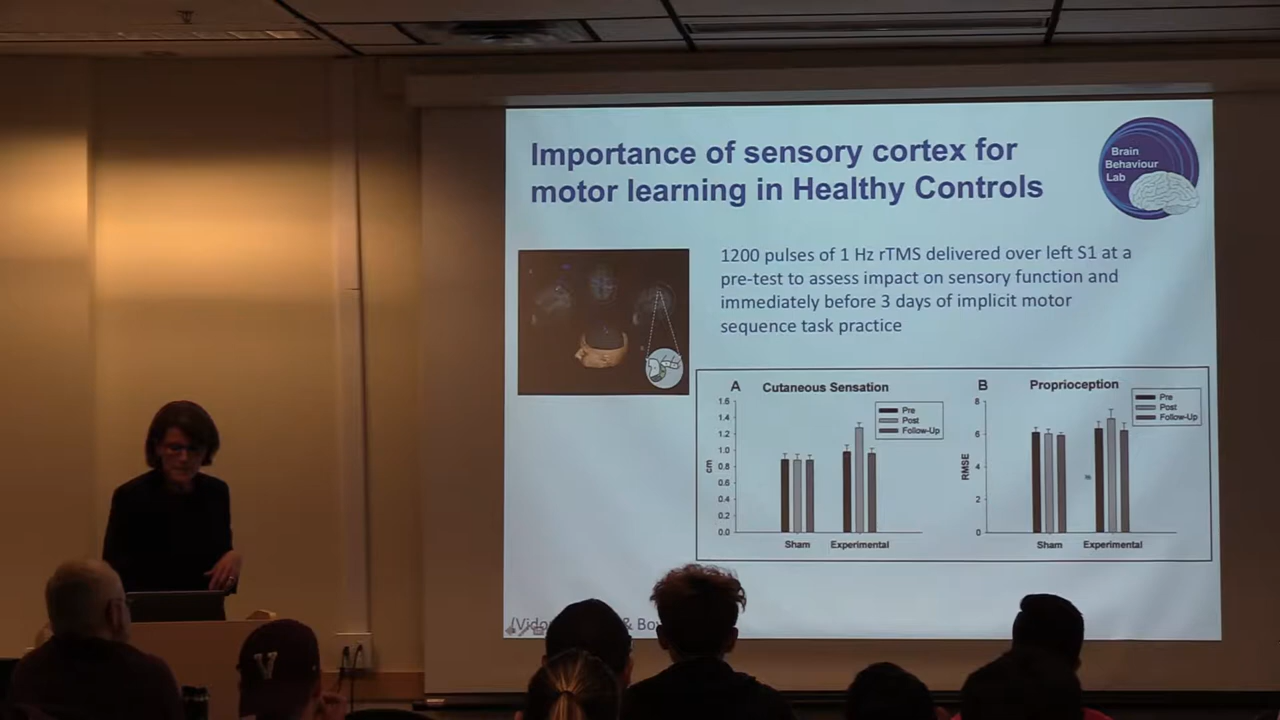 Importance of sensory cortex for
motor learning in Healthy Controls
Brain
Behaviour
Lab
1200 pulses of 1 Hz rTMS delivered over left S1 at a
pre-test to assess impact on sensory function and
immediately before 3 days of implicit motor
sequence task practice
A Cutaneous Sensation
1.6
1.4
1.2
1.0
0.8
0.6
0.4
0.2
0.0
cm
Pre
Post
Follow-Up
Sham Experimental
B Proprioception
8
6
4
2
0
RMSE
Pre
Post
Follow-Up
Sham Experimental
&
V